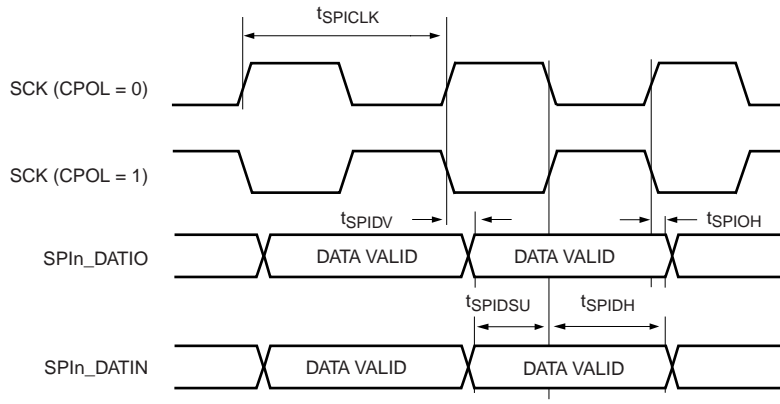 tSPICLK
SCK (CPOL = 0)
SCK (CPOL = 1)
tSPIDV
tSPIOH
SPIn_DATIO
DATA VALID
DATA VALID
tSPIDSU
tSPIDH
SPIn_DATIN
DATA VALID
DATA VALID